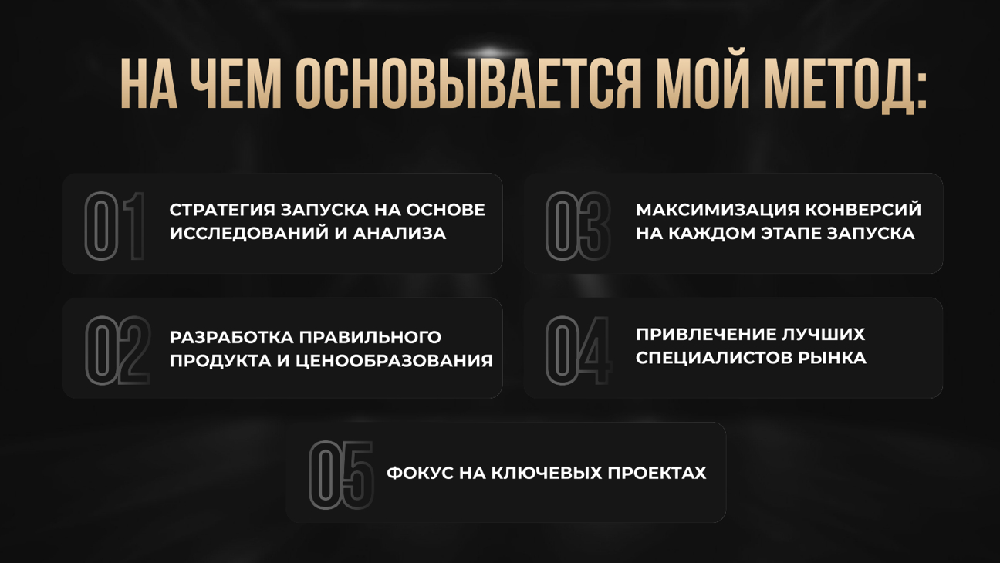 НА ЧЕМ ОСНОВЫВАЕТСЯ МОЙ МЕТОД:
01
СТРАТЕГИЯ ЗАПУСКА НА ОСНОВЕ
ИССЛЕДОВАНИЙ И АНАЛИЗА
02
РАЗРАБОТКА ПРАВИЛЬНОГО
ПРОДУКТА И ЦЕНООБРАЗОВАНИЯ
03
МАКСИМИЗАЦИЯ КОНВЕРСИЙ
НА КАЖДОМ ЭТАПЕ ЗАПУСКА
04
ПРИВЛЕЧЕНИЕ ЛУЧШИХ
СПЕЦИАЛИСТОВ РЫНКА
05
ФОКУС НА КЛЮЧЕВЫХ ПРОЕКТАХ